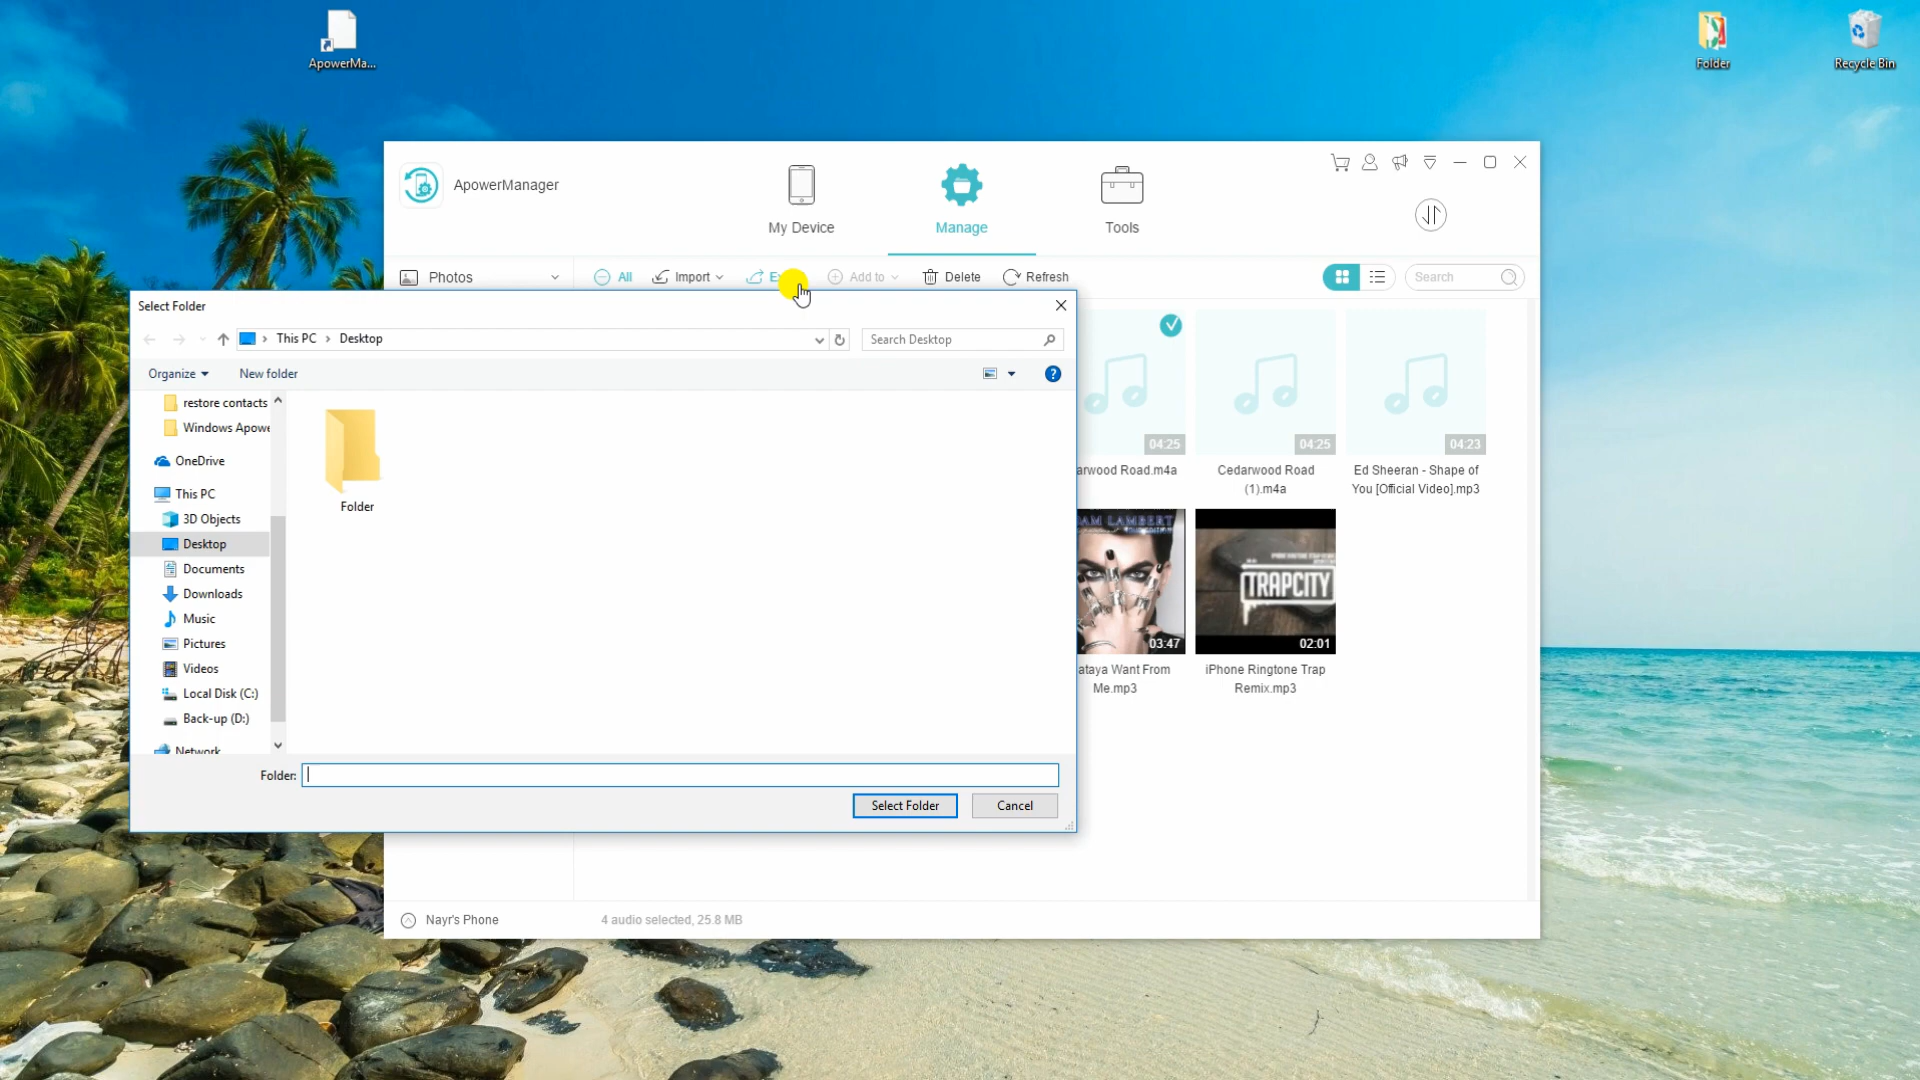 ApowerMa...
Folder
Recycle Bin
ApowerManager
My Device
Manage
Tools
Photos
All
Import
Add to
Delete
Refresh
Search
Select Folder
This PC
Desktop
Search Desktop
Organize
New folder
restore contacts
Windows Apowe
OneDrive
This PC
3D Objects
Desktop
Documents
Downloads
Music
Pictures
Videos
Local Disk (C:)
Back-up (D:)
Network
Folder
Folder:
Select Folder
Cancel
04:25
04:25
04:23
arwood Road.m4a
Cedarwood Road
(1).m4a
Ed Sheeran - Shape of
You [Official Video].mp3
AM LAMBERT
03:47
TRAPCITY
02:01
ataya Want From
Me.mp3
iPhone Ringtone Trap
Remix.mp3
Nayr's Phone
4 audio selected, 25.8 MB